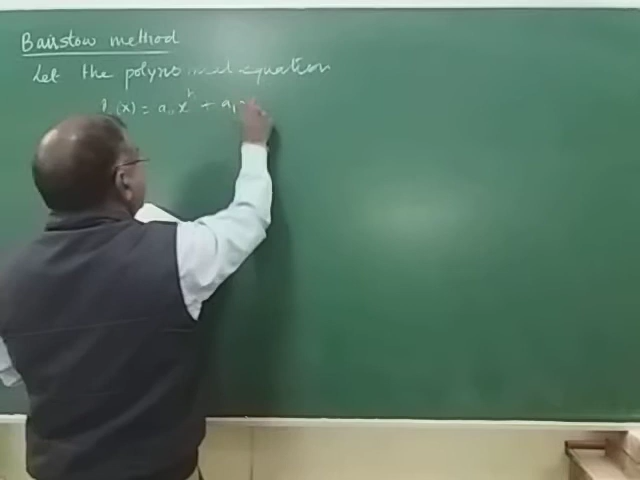 Bairstow method
Let the polynomial equation
(x) = a₀xⁿ + a₁